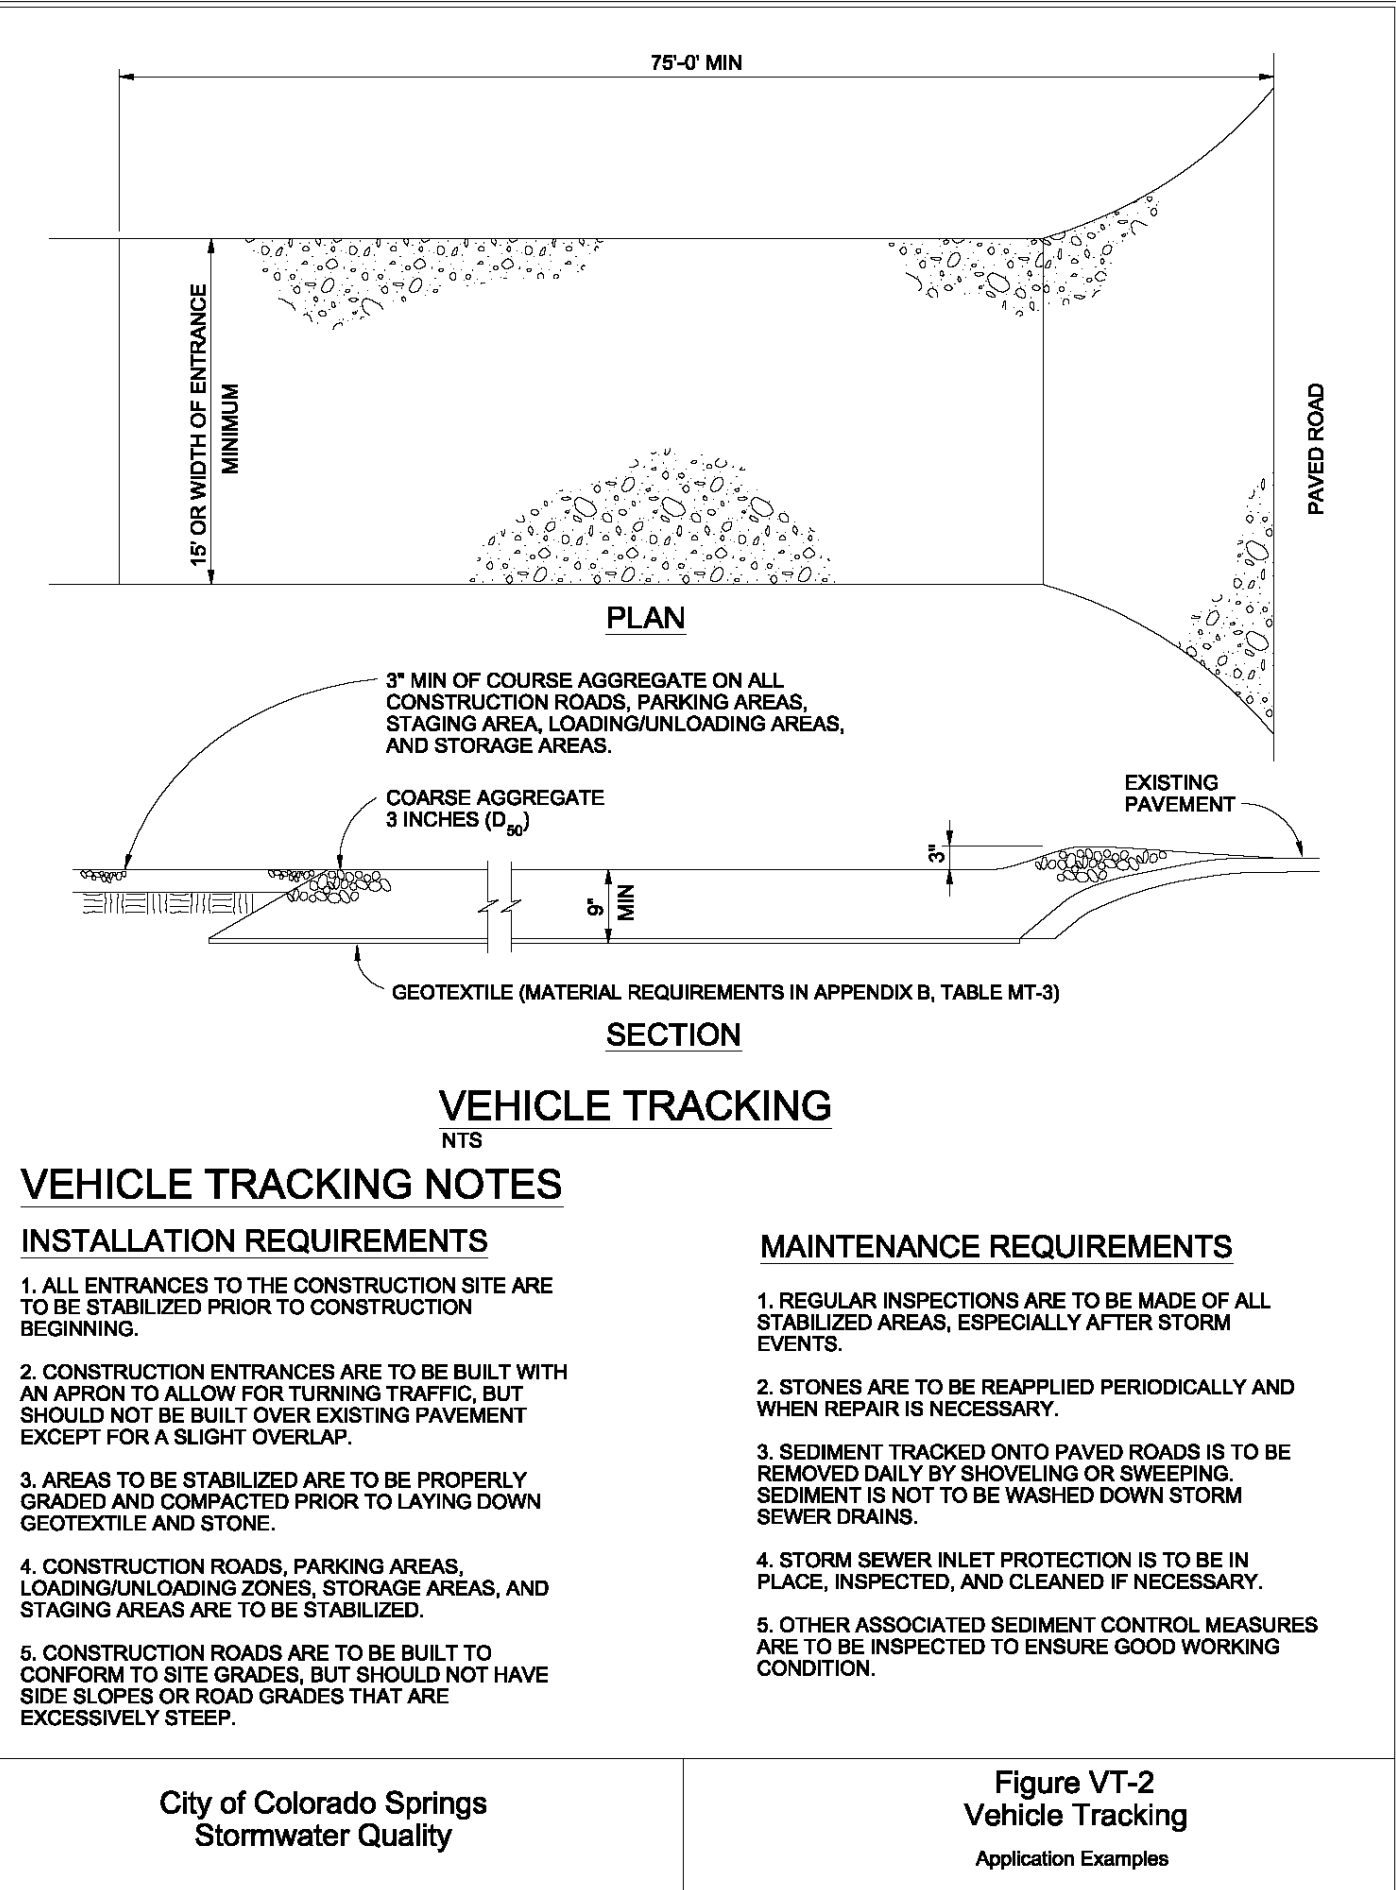 75'-0' MIN
15' OR WIDTH OF ENTRANCE
MINIMUM
PAVED ROAD
PLAN
3" MIN OF COURSE AGGREGATE ON ALL
CONSTRUCTION ROADS, PARKING AREAS,
STAGING AREA, LOADING/UNLOADING AREAS,
AND STORAGE AREAS.
COARSE AGGREGATE
3 INCHES (D50)
EXISTING
PAVEMENT
3"
9"
MIN
GEOTEXTILE (MATERIAL REQUIREMENTS IN APPENDIX B, TABLE MT-3)
SECTION
VEHICLE TRACKING
NTS
VEHICLE TRACKING NOTES
INSTALLATION REQUIREMENTS
1. ALL ENTRANCES TO THE CONSTRUCTION SITE ARE
TO BE STABILIZED PRIOR TO CONSTRUCTION
BEGINNING.
2. CONSTRUCTION ENTRANCES ARE TO BE BUILT WITH
AN APRON TO ALLOW FOR TURNING TRAFFIC, BUT
SHOULD NOT BE BUILT OVER EXISTING PAVEMENT
EXCEPT FOR A SLIGHT OVERLAP.
3. AREAS TO BE STABILIZED ARE TO BE PROPERLY
GRADED AND COMPACTED PRIOR TO LAYING DOWN
GEOTEXTILE AND STONE.
4. CONSTRUCTION ROADS, PARKING AREAS,
LOADING/UNLOADING ZONES, STORAGE AREAS, AND
STAGING AREAS ARE TO BE STABILIZED.
5. CONSTRUCTION ROADS ARE TO BE BUILT TO
CONFORM TO SITE GRADES, BUT SHOULD NOT HAVE
SIDE SLOPES OR ROAD GRADES THAT ARE
EXCESSIVELY STEEP.
MAINTENANCE REQUIREMENTS
1. REGULAR INSPECTIONS ARE TO BE MADE OF ALL
STABILIZED AREAS, ESPECIALLY AFTER STORM
EVENTS.
2. STONES ARE TO BE REAPPLIED PERIODICALLY AND
WHEN REPAIR IS NECESSARY.
3. SEDIMENT TRACKED ONTO PAVED ROADS IS TO BE
REMOVED DAILY BY SHOVELING OR SWEEPING.
SEDIMENT IS NOT TO BE WASHED DOWN STORM
SEWER DRAINS.
4. STORM SEWER INLET PROTECTION IS TO BE IN
PLACE, INSPECTED, AND CLEANED IF NECESSARY.
5. OTHER ASSOCIATED SEDIMENT CONTROL MEASURES
ARE TO BE INSPECTED TO ENSURE GOOD WORKING
CONDITION.
City of Colorado Springs
Stormwater Quality
Figure VT-2
Vehicle Tracking
Application Examples